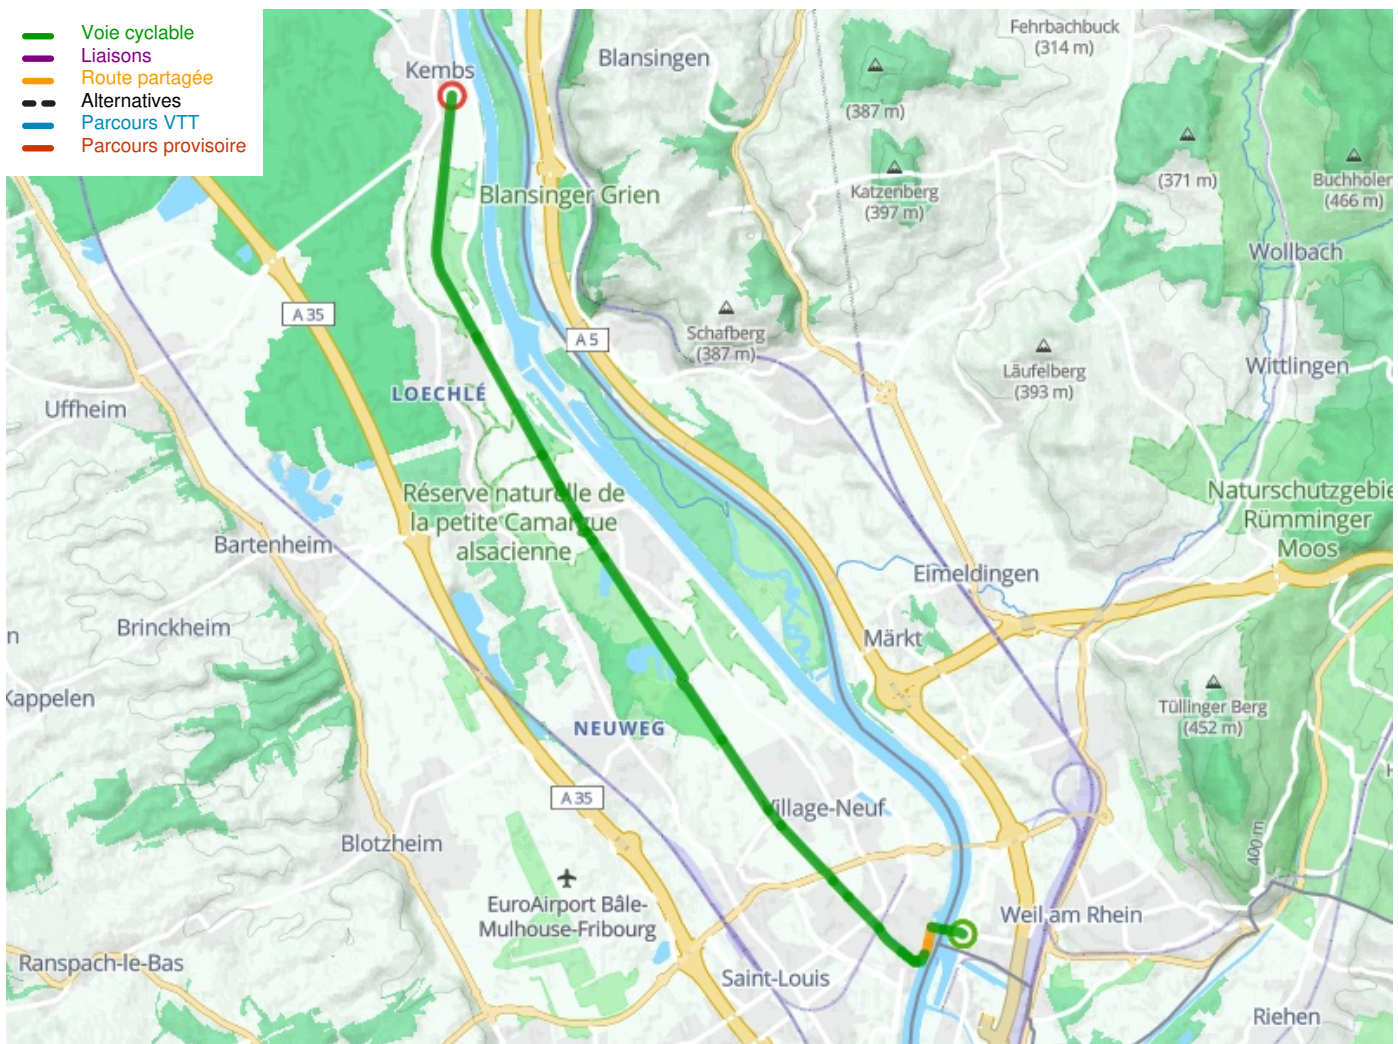 Voie cyclable
Liaisons
Route partagée
Alternatives
Parcours VTT
Parcours provisoire
Fehrbachbuck
(314 m)
Blansingen
Kembs
(387 m)
(371 m)
Buchholer
(466 m)
Katzenberg
(397 m)
Blansinger Grien
Wollbach
A 35
A 5
Schafberg
(387 m)
Läufelberg
(393 m)
Wittlingen
LOECHLÉ
Uffheim
Réserve naturelle de
la petite Camargue
alsacienne
Naturschutzgebie
Rümminger
Moos
Bartenheim
Eimeldingen
Brinckheim
n
Märkt
Kappelen
Tüllinger Berg
(452 m)
NEUWEG
H
A 35
Village-Neuf
Blotzheim
400 m
EuroAirport Bâle-
Mulhouse-Fribourg
Weil am Rhein
Ranspach-le-Bas
Saint-Louis
Riehen